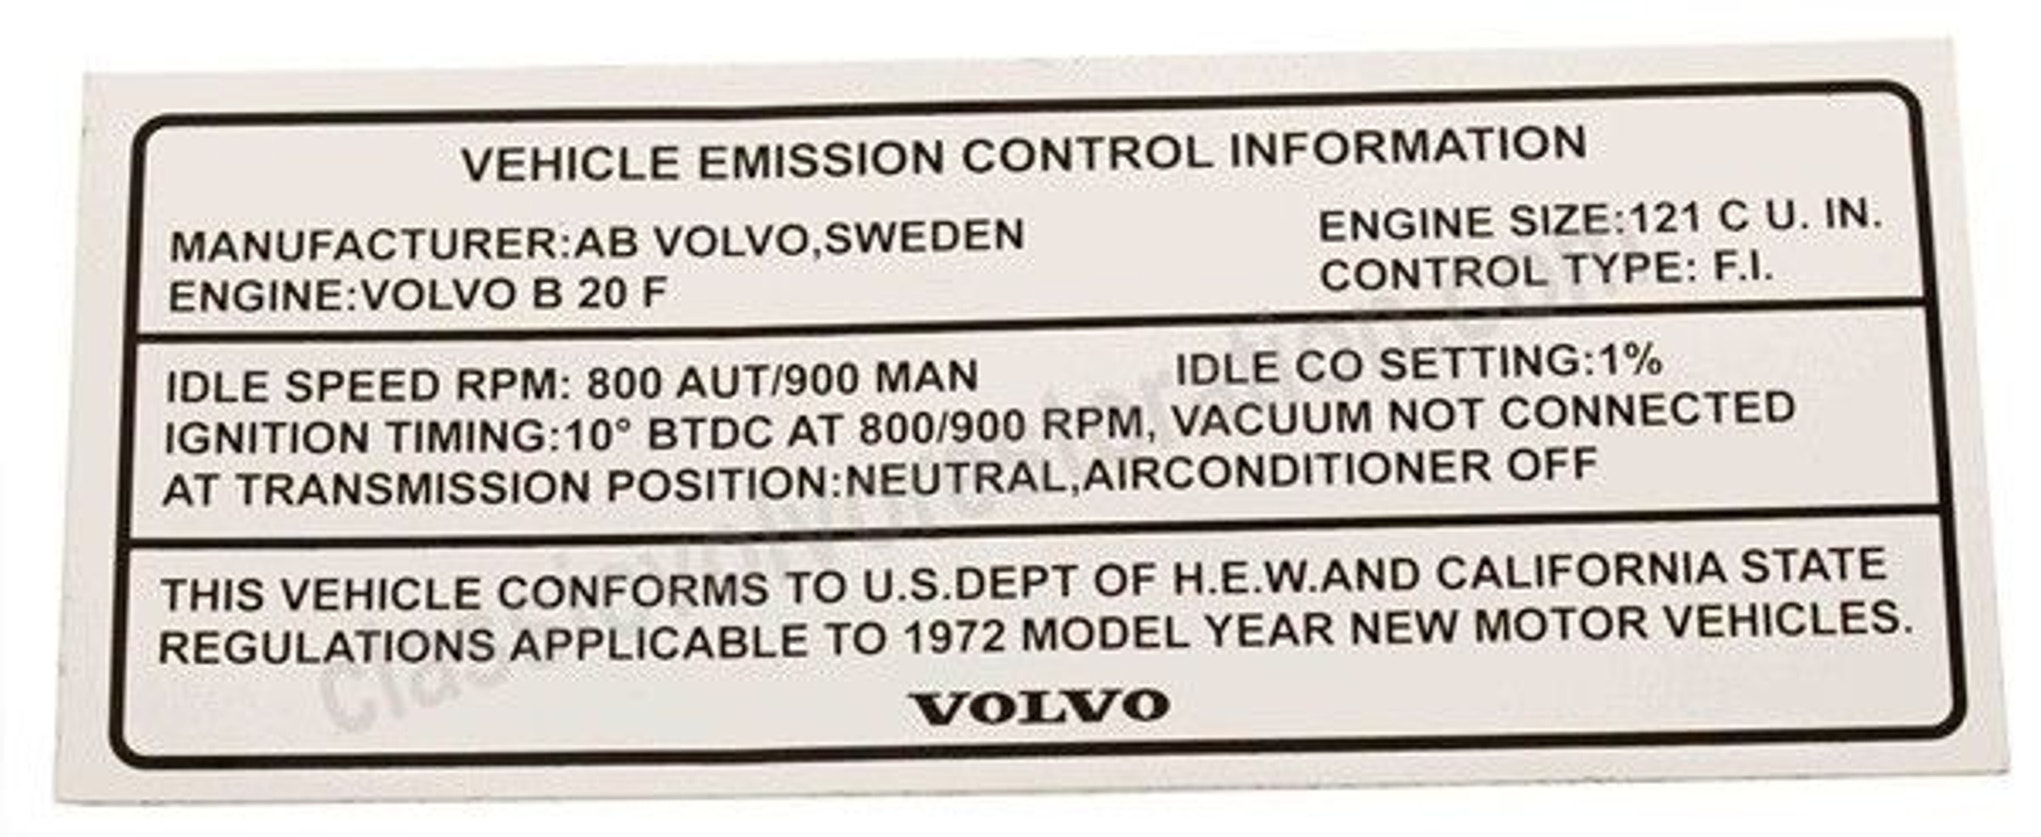 VEHICLE EMISSION CONTROL INFORMATION
MANUFACTURER:AB VOLVO,SWEDEN
ENGINE:VOLVO B 20 F
ENGINE SIZE:121 C U. IN.
CONTROL TYPE: F.I.
IDLE SPEED RPM: 800 AUT/900 MAN IDLE CO SETTING:1%
IGNITION TIMING:10° BTDC AT 800/900 RPM, VACUUM NOT CONNECTED
AT TRANSMISSION POSITION:NEUTRAL,AIRCONDITIONER OFF
THIS VEHICLE CONFORMS TO U.S.DEPT OF H.E.W.AND CALIFORNIA STATE
REGULATIONS APPLICABLE TO 1972 MODEL YEAR NEW MOTOR VEHICLES.
VOLVO